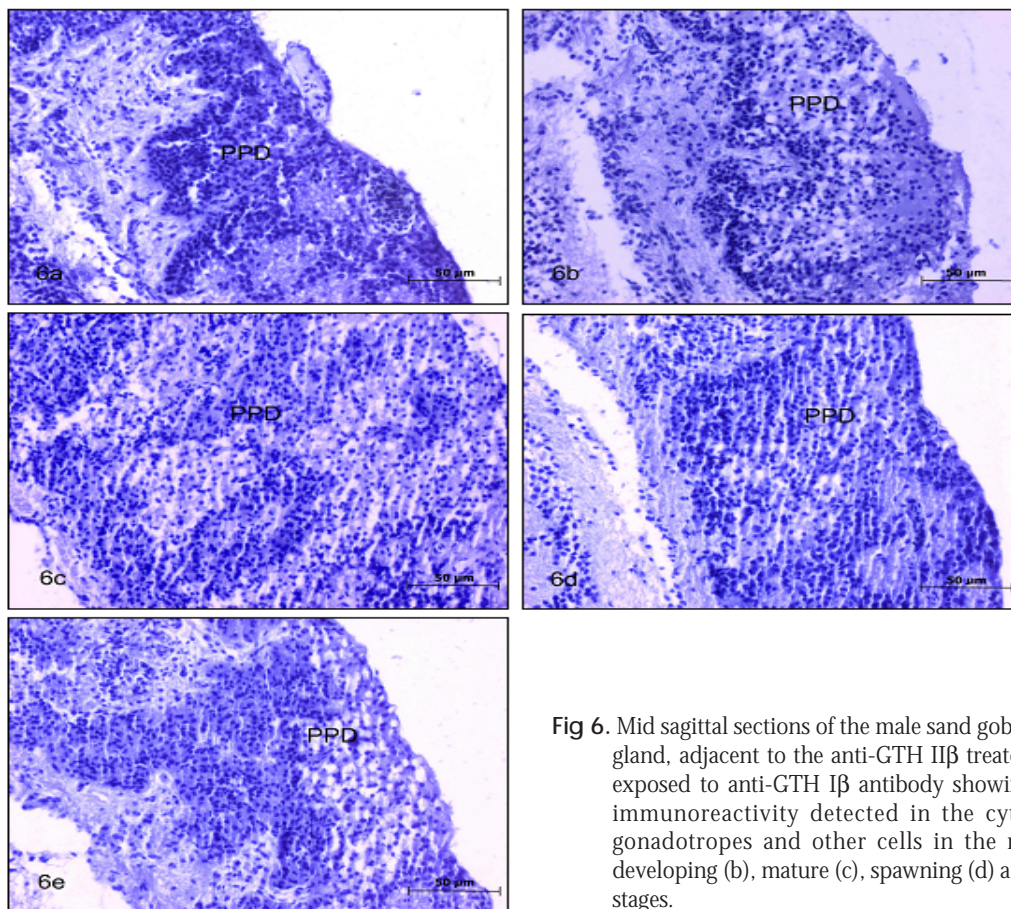 PPD
6a
50 µm
PPD
6b
50 µm
PPD
6c
50 µm
PPD
6d
50 µm
PPD
6e
50 µm
Fig 6. Mid sagittal sections of the male sand gob
gland, adjacent to the anti-GTH IIβ treate
exposed to anti-GTH Iβ antibody showi
immunoreactivity detected in the cyt
gonadotropes and other cells in the
developing (b), mature (c), spawning (d) a
stages.